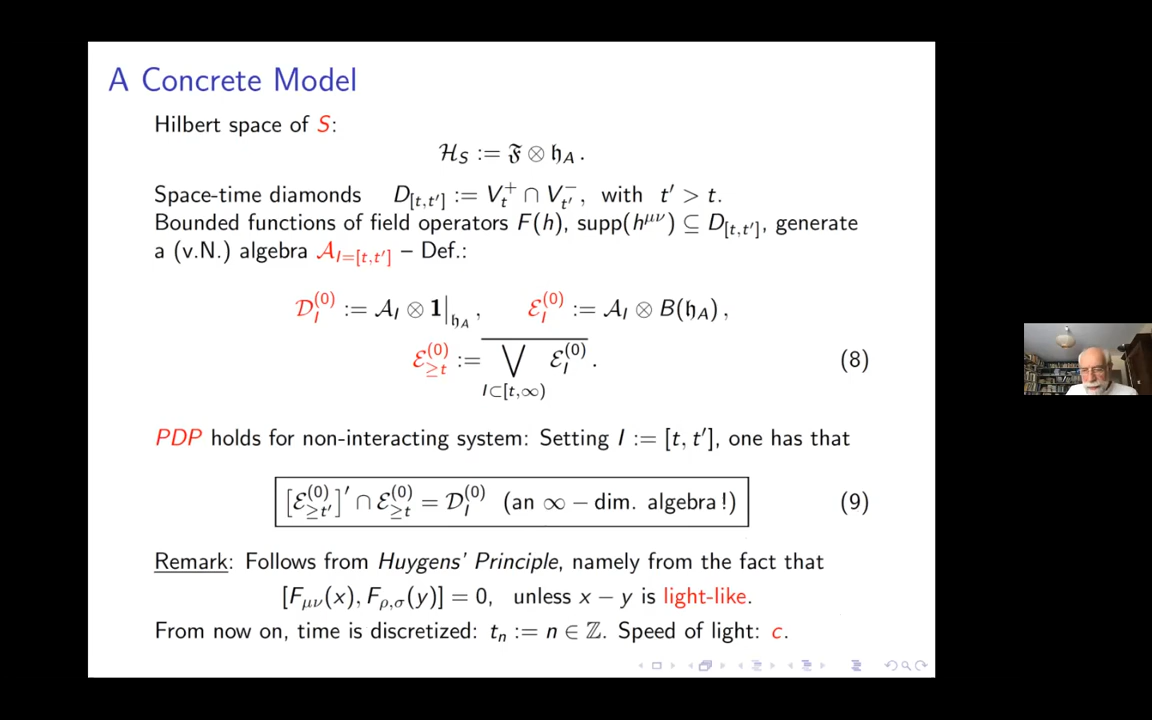 A Concrete Model
Hilbert space of S:
ℋ_S := 𝔉 ⊗ 𝔥_A .
Space-time diamonds D_[t,t′] := V_t^+ ∩ V_t′^− , with t′ > t.
Bounded functions of field operators F(h), supp(h^μν) ⊆ D_[t,t′], generate
a (v.N.) algebra 𝒜_I=[t,t′] – Def.:
𝒟_I^(0) := 𝒜_I ⊗ 𝟏|_𝔥_A , ℰ_I^(0) := 𝒜_I ⊗ B(𝔥_A) ,
ℰ_≥t^(0) := \overline{⋁_{I⊂[t,∞)} ℰ_I^(0)} . (8)
PDP holds for non-interacting system: Setting I := [t, t′], one has that
[ℰ_≥t′^(0)]′ ∩ ℰ_≥t^(0) = 𝒟_I^(0) (an ∞ − dim. algebra !) (9)
Remark: Follows from Huygens' Principle, namely from the fact that
[F_μν(x), F_ρ,σ(y)] = 0, unless x − y is light-like.
From now on, time is discretized: t_n := n ∈ ℤ. Speed of light: c.